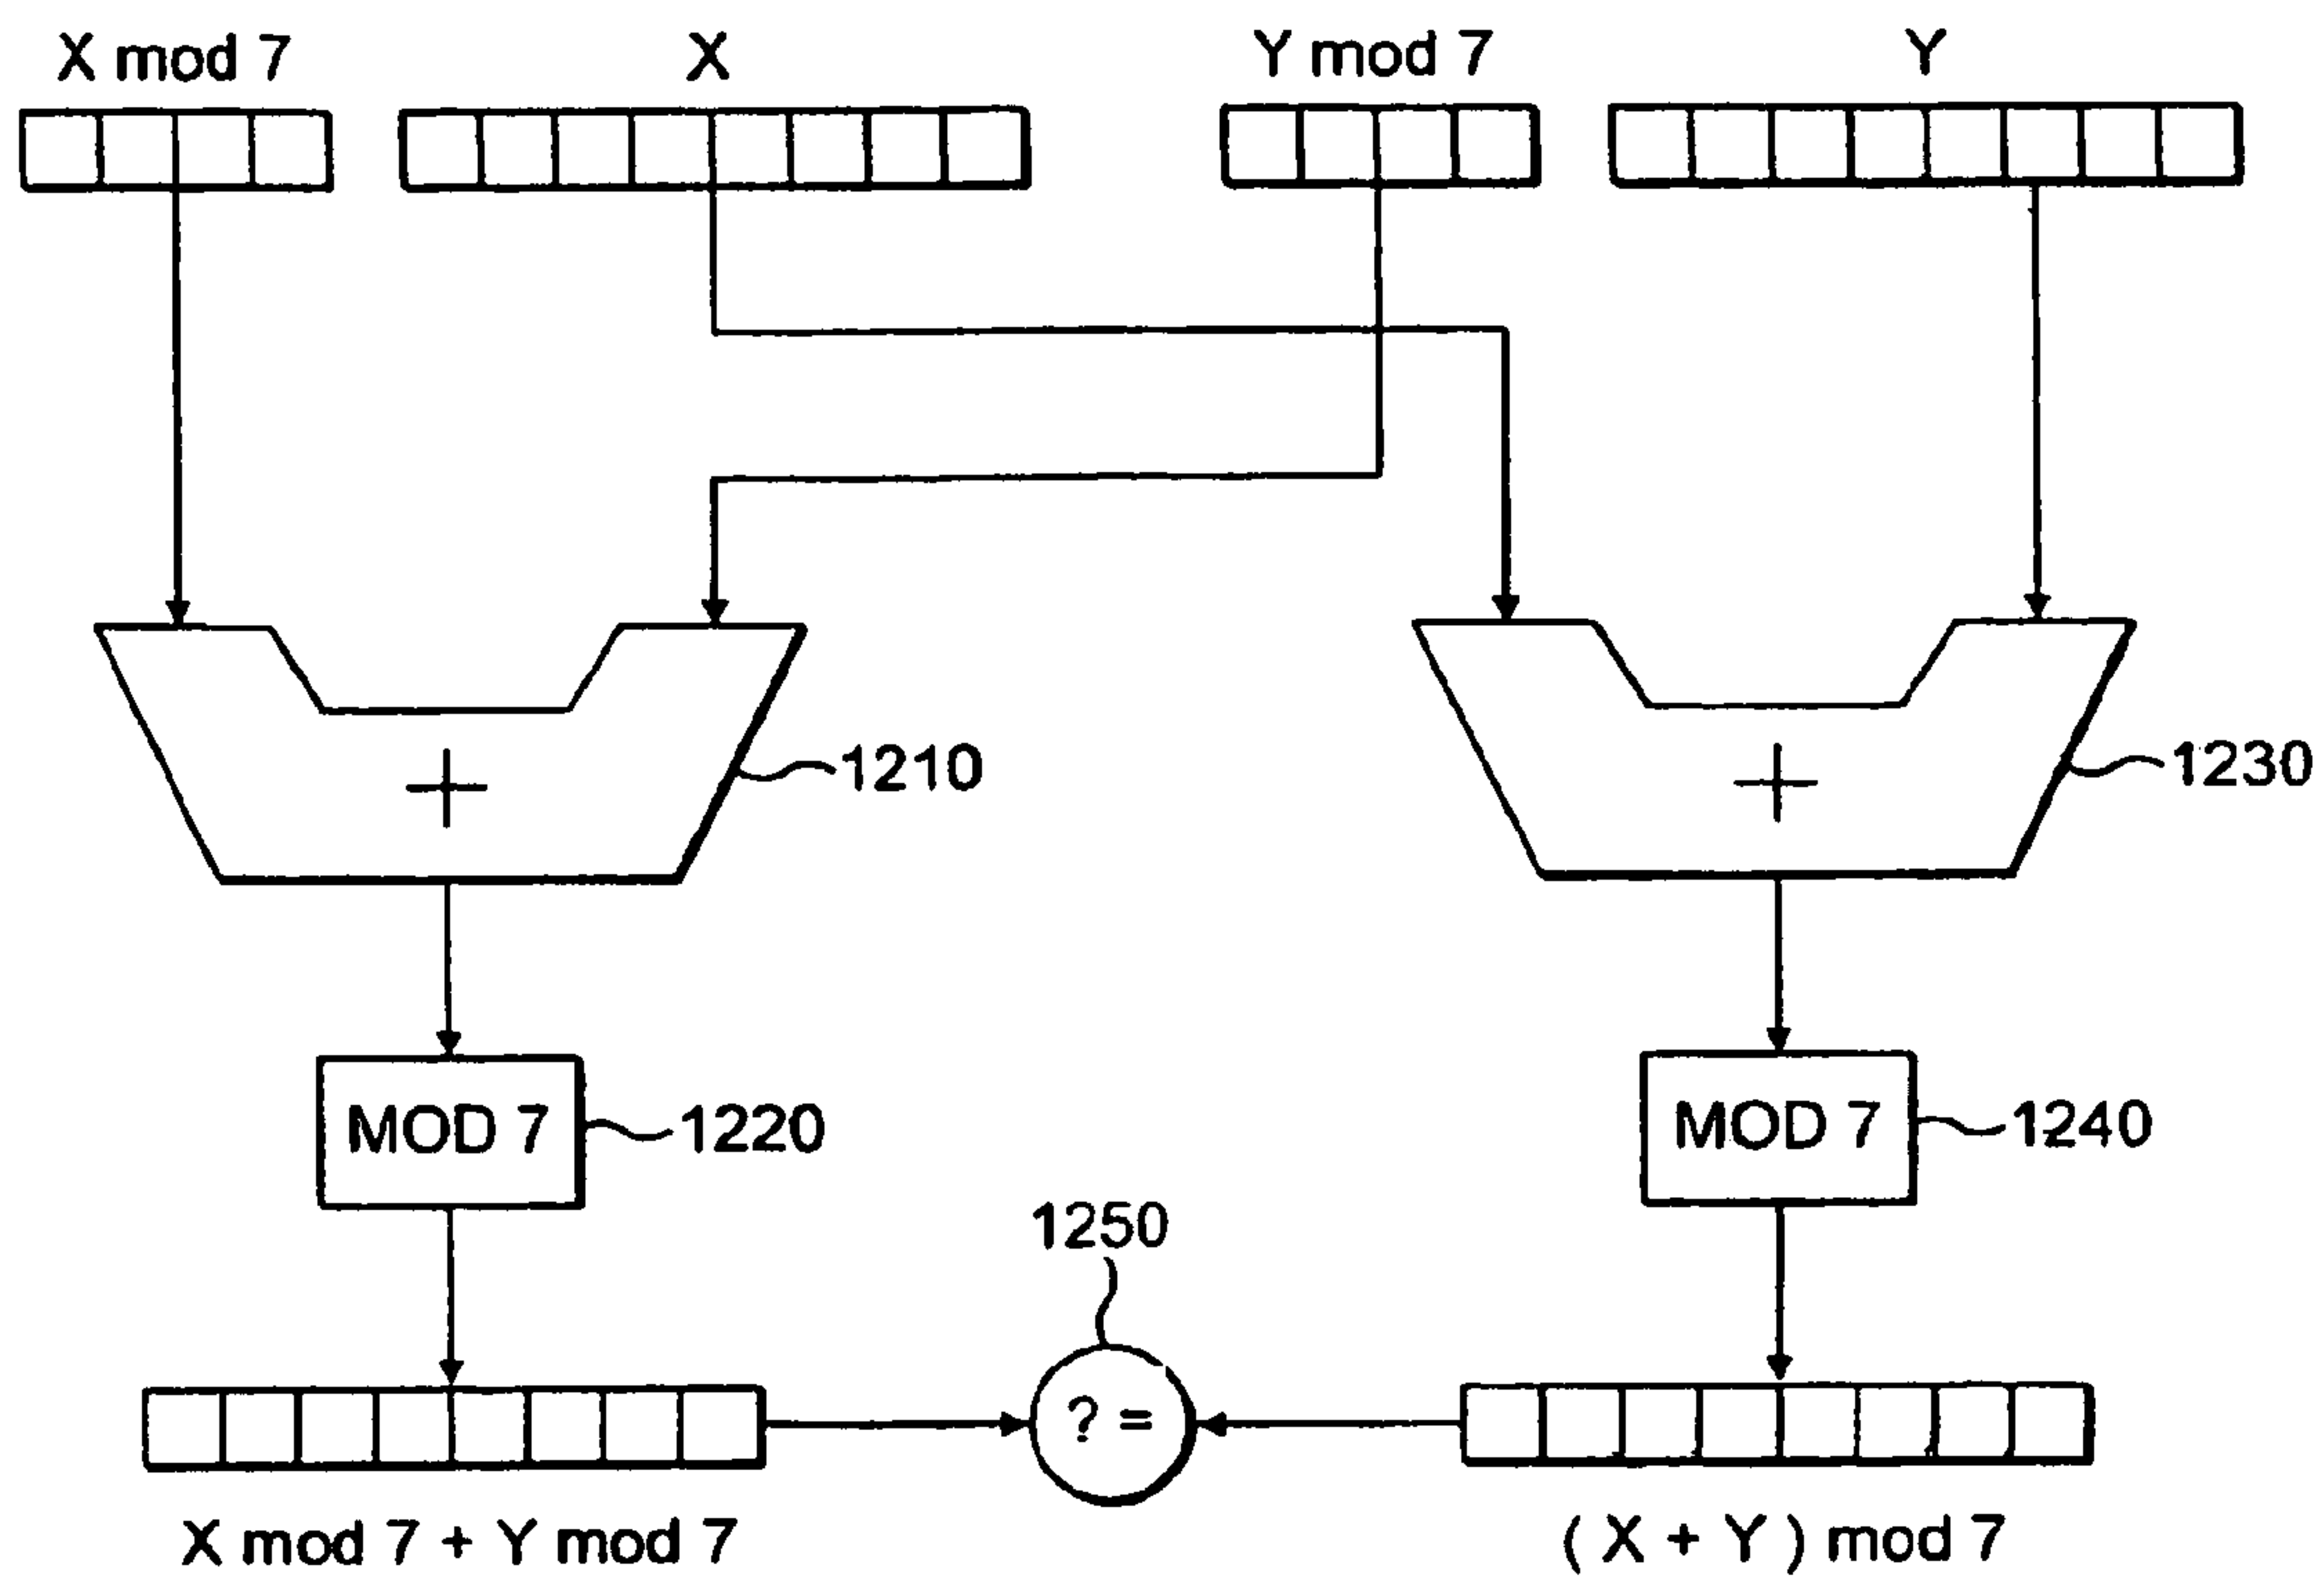 X mod 7
X
Y mod 7
Y
+
1210
+
1230
MOD 7
1220
MOD 7
1240
1250
? =
X mod 7 + Y mod 7
( X + Y ) mod 7